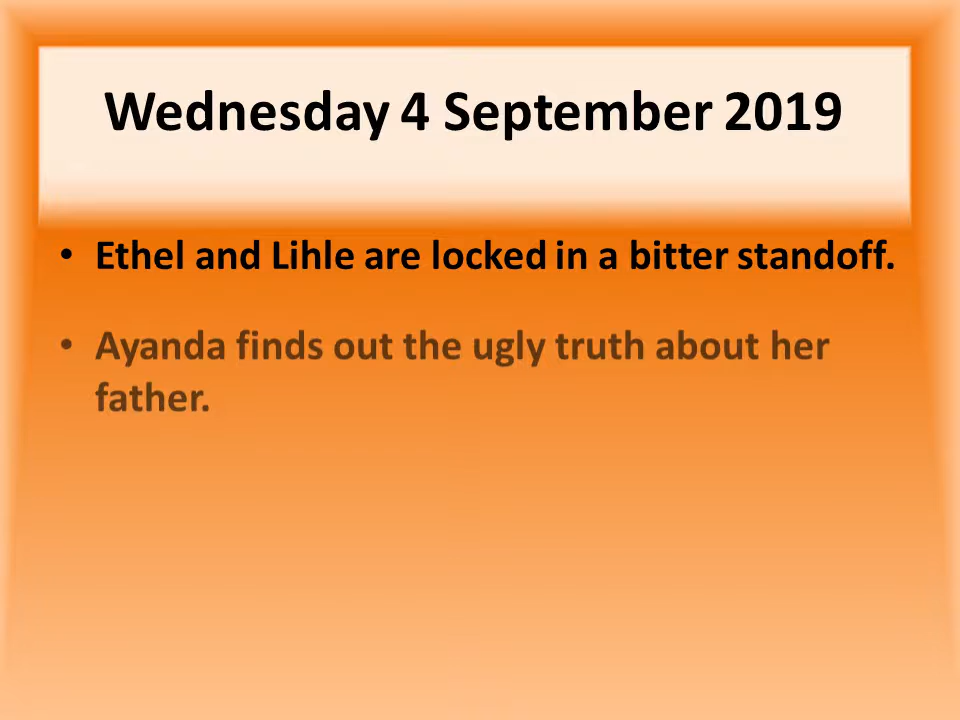 Wednesday 4 September 2019
• Ethel and Lihle are locked in a bitter standoff.
• Ayanda finds out the ugly truth about her
father.